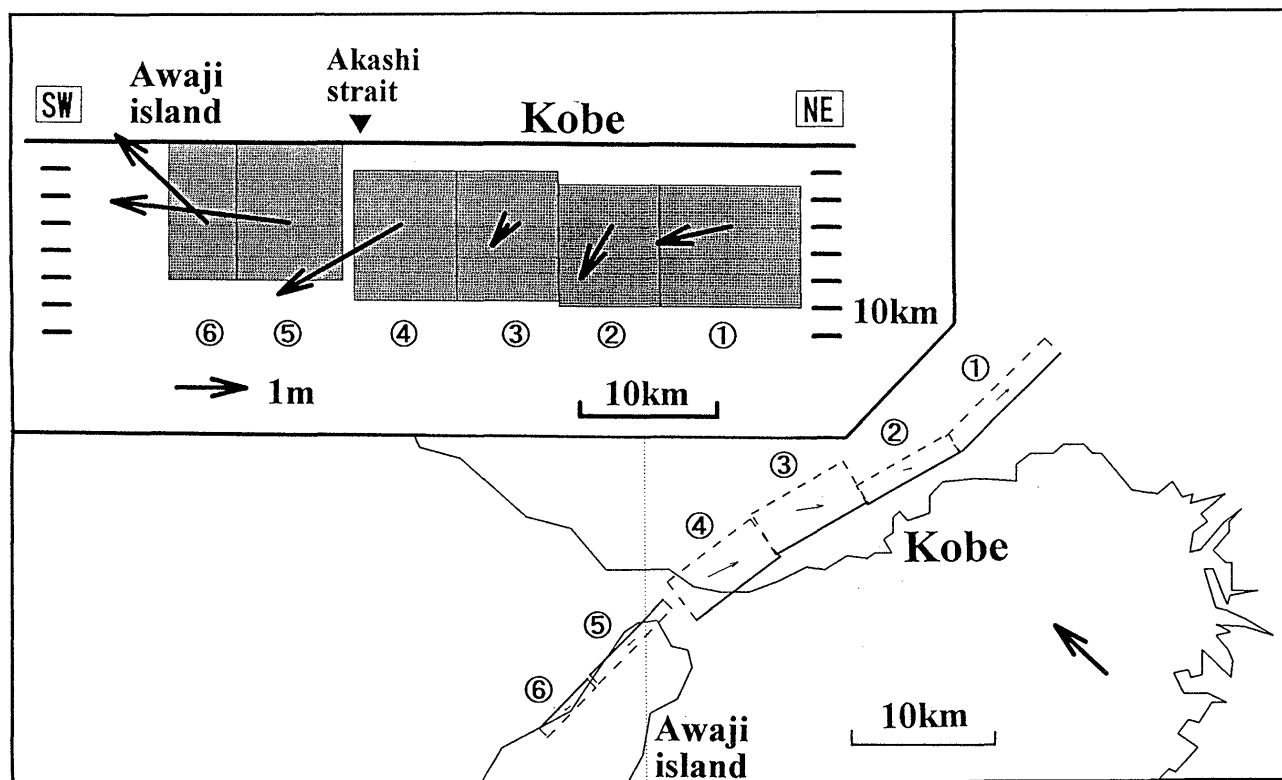 Awaji
island
Akashi
strait
SW
Kobe
NE
10km
⑥ ⑤ ④ ③ ② ①
1m
10km
①
②
③
④
Kobe
⑤
⑥
10km
Awaji
island